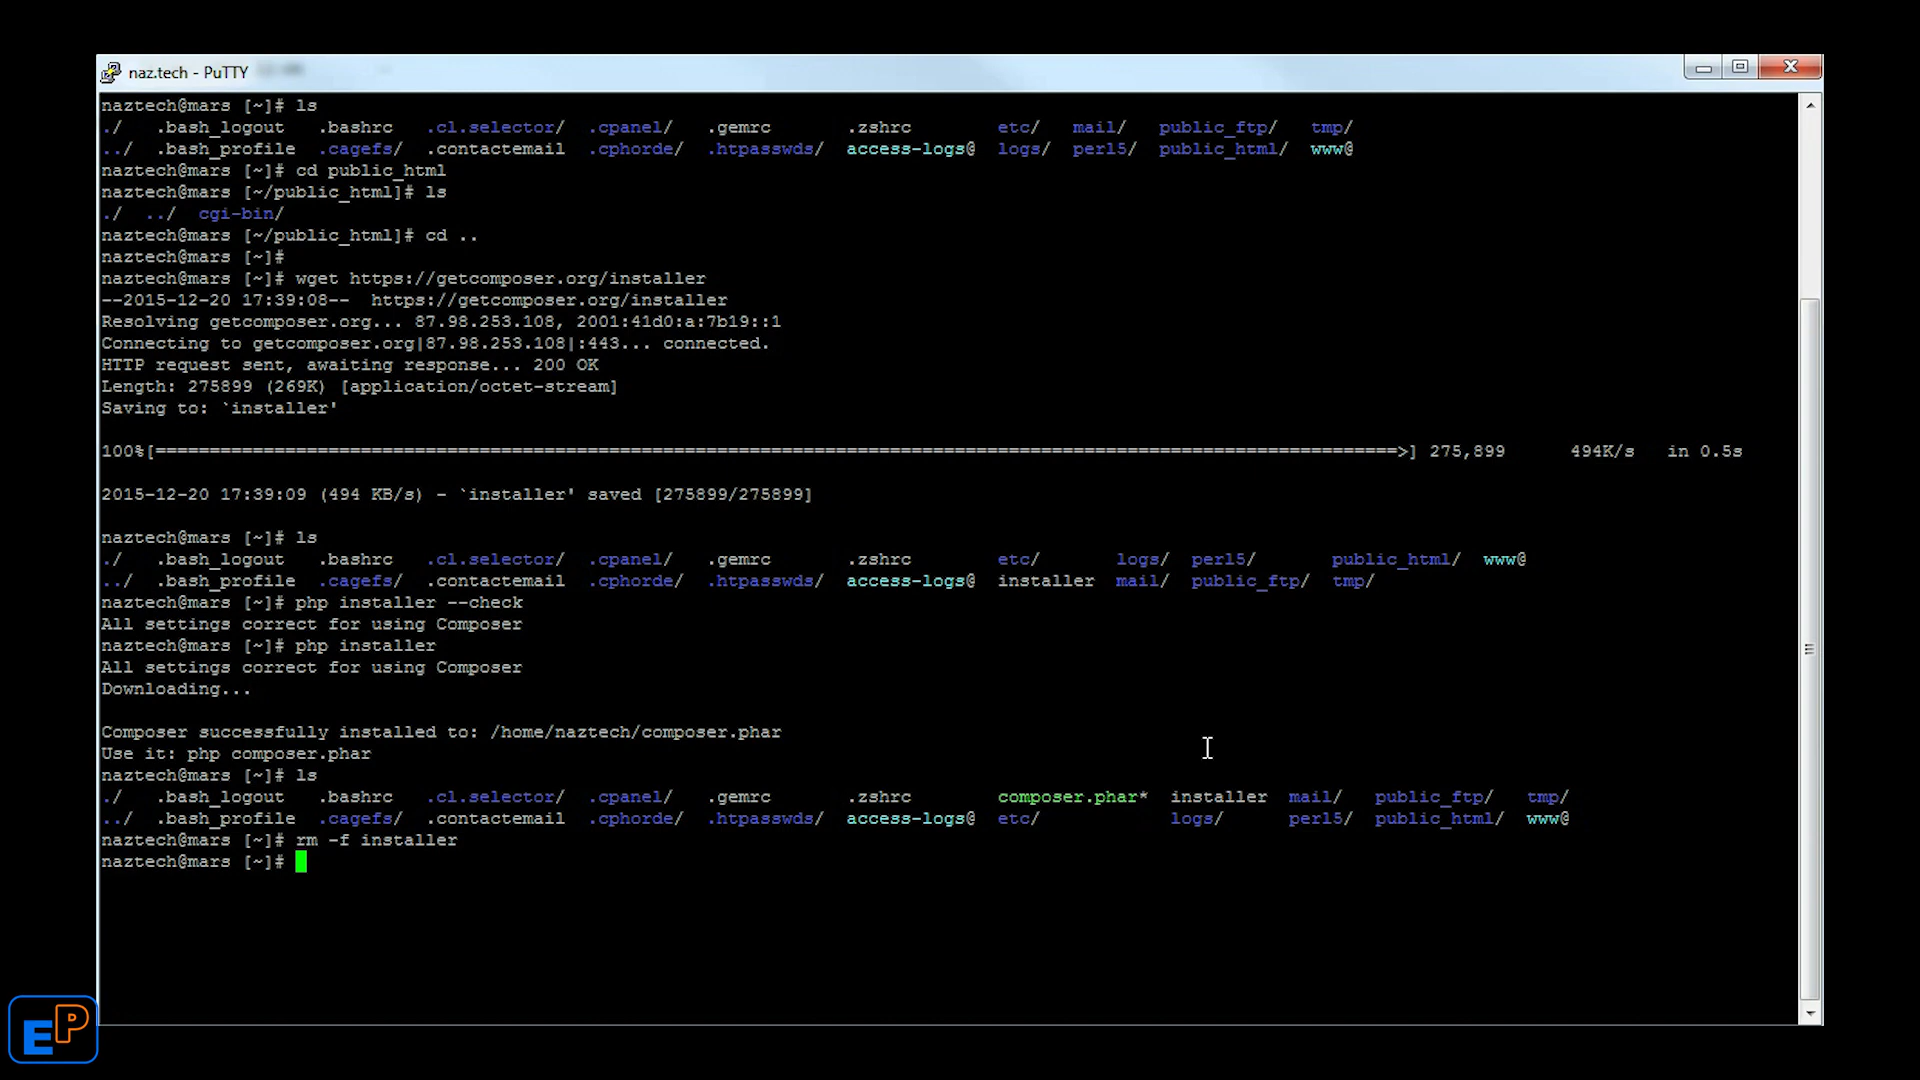 naz.tech - PuTTY
naztech@mars [~]# ls
./   .bash_logout   .bashrc   .cl.selector/  .cpanel/   .gemrc       .zshrc        etc/   mail/   public_ftp/   tmp/
../  .bash_profile  .cagefs/  .contactemail  .cphorde/  .htpasswds/  access-logs@  logs/  perl5/  public_html/  www@
naztech@mars [~]# cd public_html
naztech@mars [~/public_html]# ls
./  ../  cgi-bin/
naztech@mars [~/public_html]# cd ..
naztech@mars [~]#
naztech@mars [~]# wget https://getcomposer.org/installer
--2015-12-20 17:39:08--  https://getcomposer.org/installer
Resolving getcomposer.org... 87.98.253.108, 2001:41d0:a:7b19::1
Connecting to getcomposer.org|87.98.253.108|:443... connected.
HTTP request sent, awaiting response... 200 OK
Length: 275899 (269K) [application/octet-stream]
Saving to: `installer'
100%[===================================================================================================================>] 275,899      494K/s   in 0.5s
2015-12-20 17:39:09 (494 KB/s) - `installer' saved [275899/275899]
naztech@mars [~]# ls
./   .bash_logout   .bashrc   .cl.selector/  .cpanel/   .gemrc       .zshrc        etc/       logs/  perl5/       public_html/  www@
../  .bash_profile  .cagefs/  .contactemail  .cphorde/  .htpasswds/  access-logs@  installer  mail/  public_ftp/  tmp/
naztech@mars [~]# php installer --check
All settings correct for using Composer
naztech@mars [~]# php installer
All settings correct for using Composer
Downloading...
Composer successfully installed to: /home/naztech/composer.phar
Use it: php composer.phar
naztech@mars [~]# ls
./   .bash_logout   .bashrc   .cl.selector/  .cpanel/   .gemrc       .zshrc        composer.phar*  installer  mail/   public_ftp/   tmp/
../  .bash_profile  .cagefs/  .contactemail  .cphorde/  .htpasswds/  access-logs@  etc/            logs/      perl5/  public_html/  www@
naztech@mars [~]# rm -f installer
naztech@mars [~]#
EP